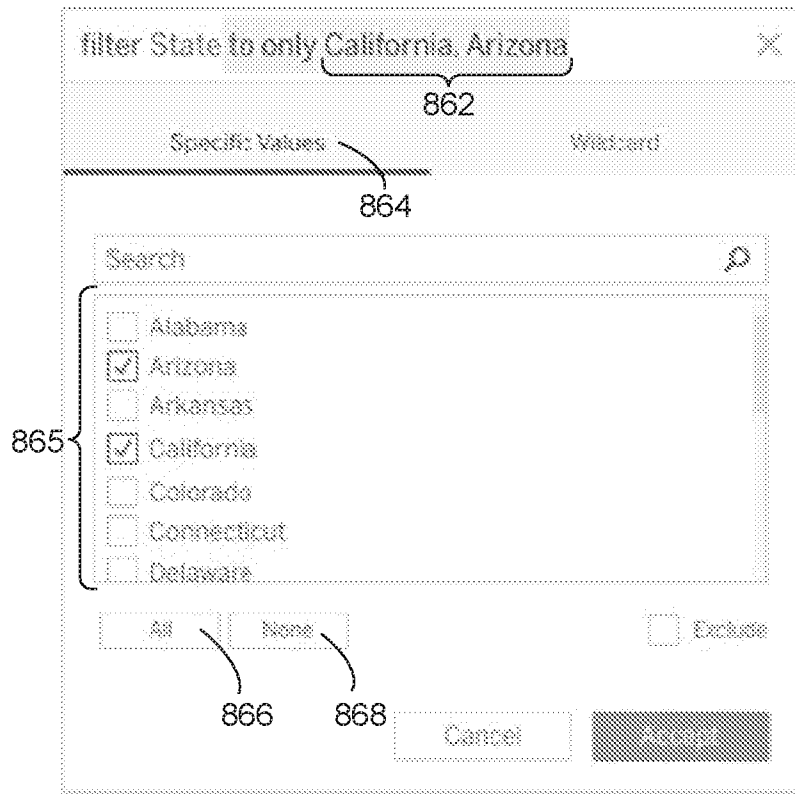 filter State to only California, Arizona
862
Specific Values Wildcard
864
Search
Alabama
Arizona
Arkansas
865 California
Colorado
Connecticut
Delaware
All None Exclude
866 868
Cancel